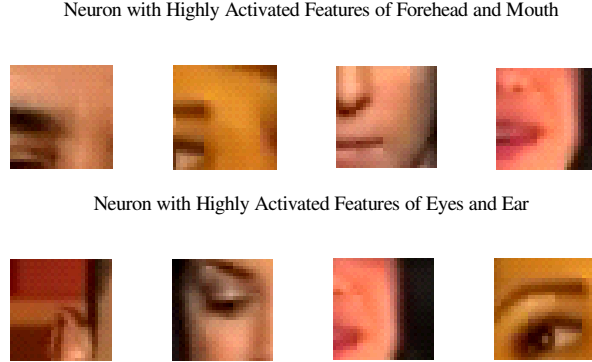 Neuron with Highly Activated Features of Forehead and Mouth
Neuron with Highly Activated Features of Eyes and Ear